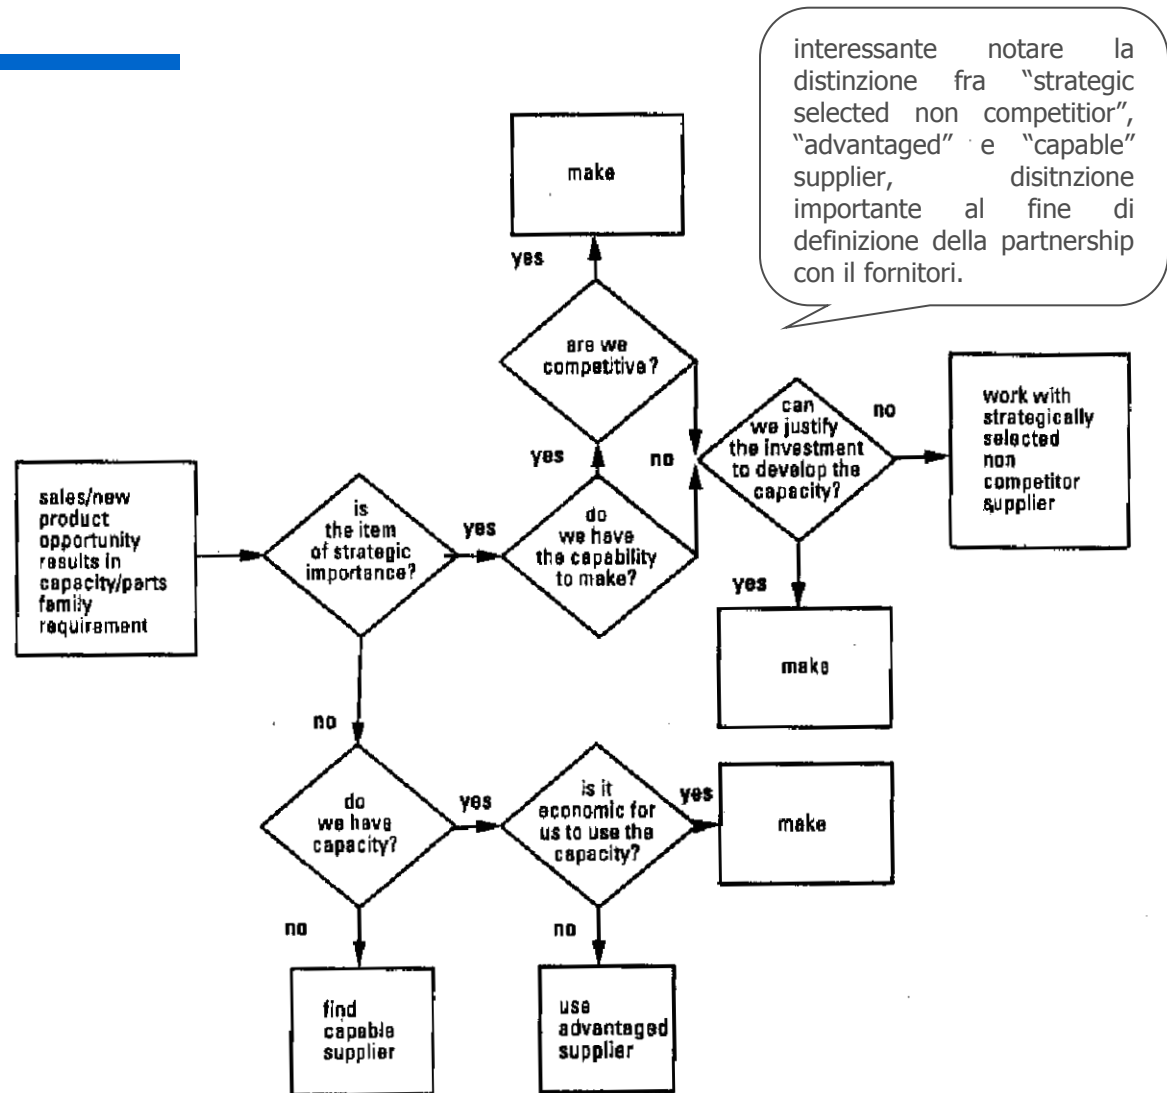 interessante notare la
distinzione fra “strategic
selected non competitior”,
“advantaged” e “capable”
supplier, disitnzione
importante al fine di
definizione della partnership
con il fornitori.
make
yes
are we
competitive?
can
we justify
the investment
to develop the
capacity?
no
work with
strategically
selected
non
competitor
supplier
yes
no
sales/new
product
opportunity
results in
capacity/parts
family
requirement
is
the item
of strategic
importance?
yes
do
we have
the capability
to make?
yes
make
no
do
we have
capacity?
yes
is it
economic for
us to use the
capacity?
yes
make
no
no
find
capable
supplier
use
advantaged
supplier